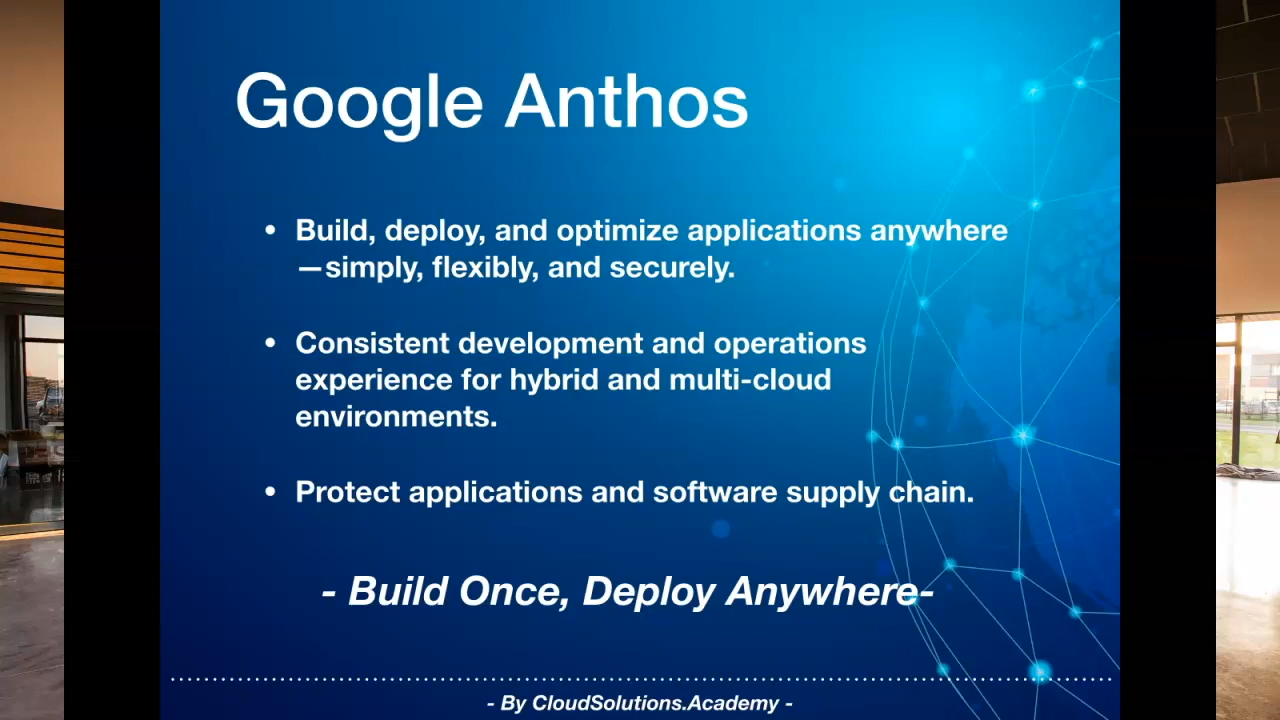 Google Anthos
• Build, deploy, and optimize applications anywhere
—simply, flexibly, and securely.
• Consistent development and operations
experience for hybrid and multi-cloud
environments.
• Protect applications and software supply chain.
- Build Once, Deploy Anywhere-
- By CloudSolutions.Academy -